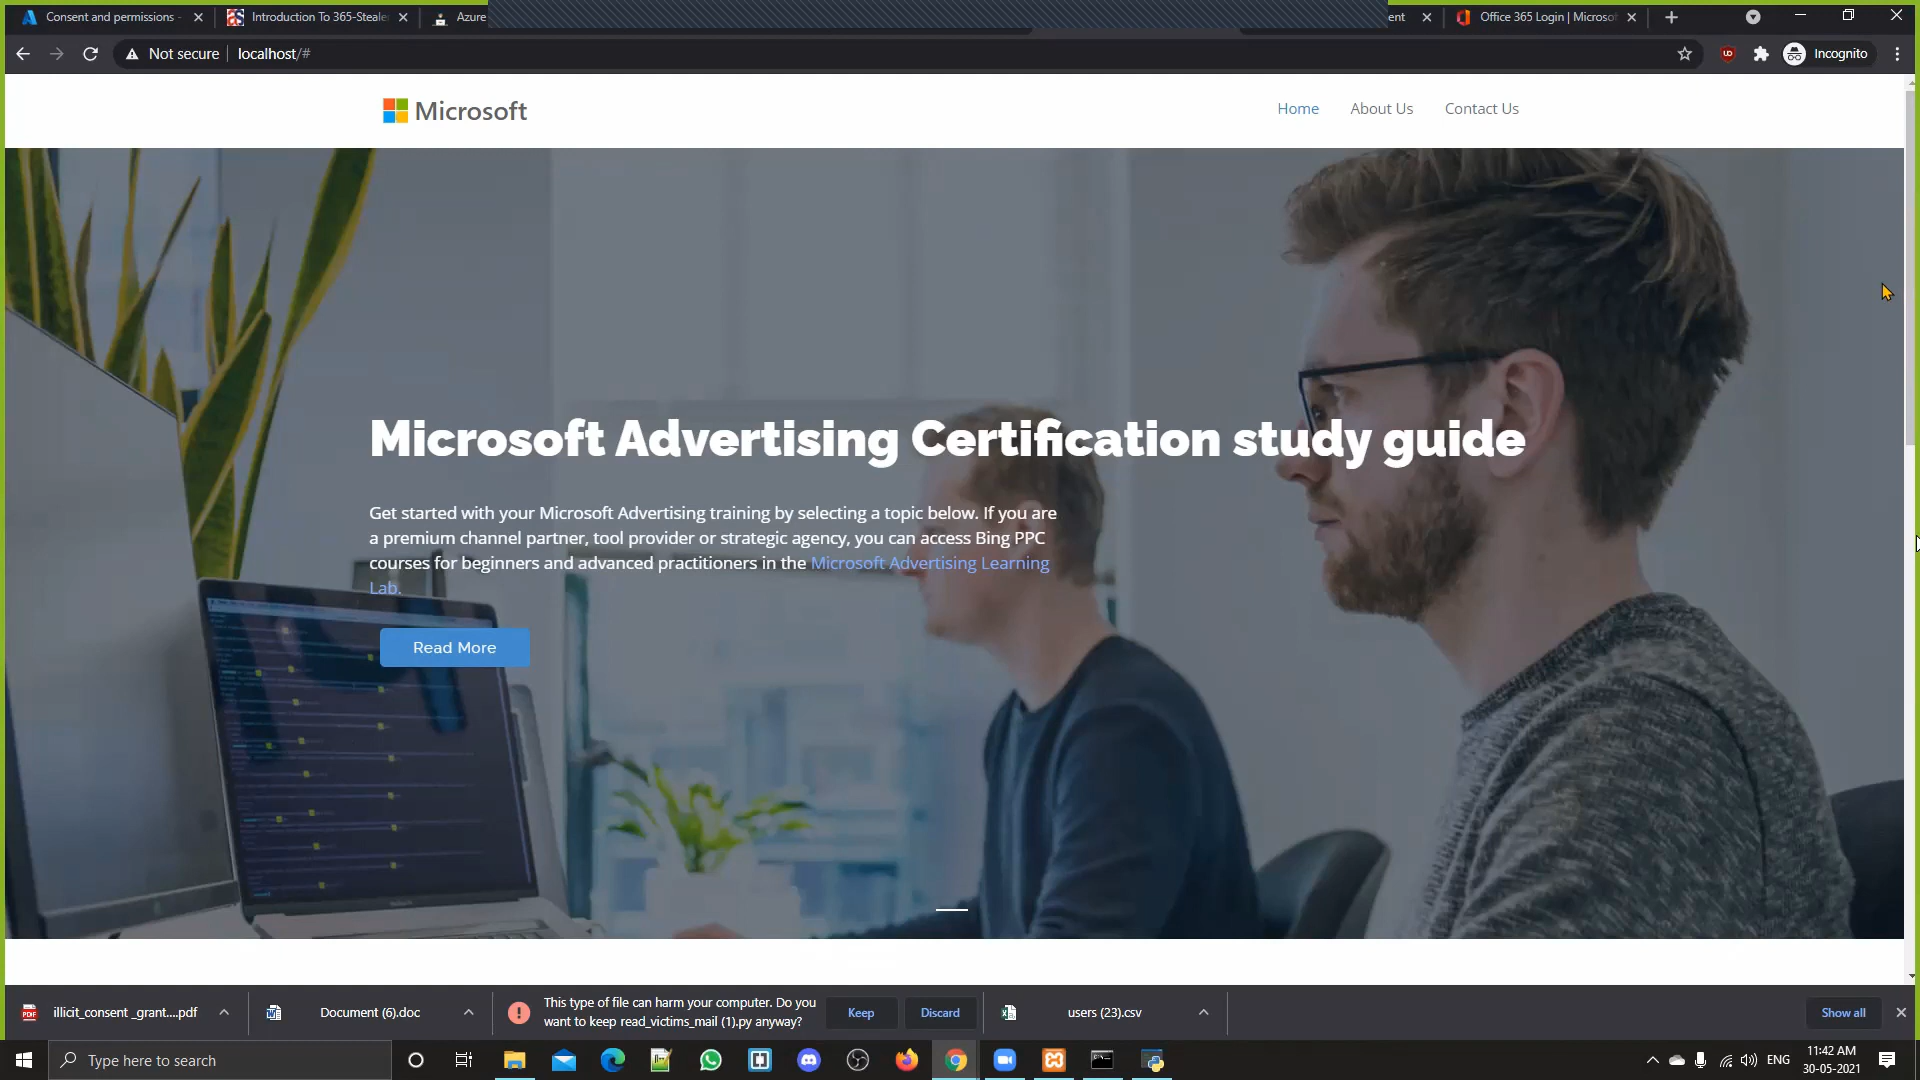 Consent and permissions -
Introduction To 365-Stealer
Azure
ent
Office 365 Login | Microsof
Not secure
localhost/#
Incognito
Microsoft
Home
About Us
Contact Us
Microsoft Advertising Certification study guide
Get started with your Microsoft Advertising training by selecting a topic below. If you are
a premium channel partner, tool provider or strategic agency, you can access Bing PPC
courses for beginners and advanced practitioners in the Microsoft Advertising Learning
Lab.
Read More
illicit_consent _grant....pdf
Document (6).doc
This type of file can harm your computer. Do you
want to keep read_victims_mail (1).py anyway?
Keep
Discard
users (23).csv
Show all
Type here to search
ENG
11:42 AM
30-05-2021